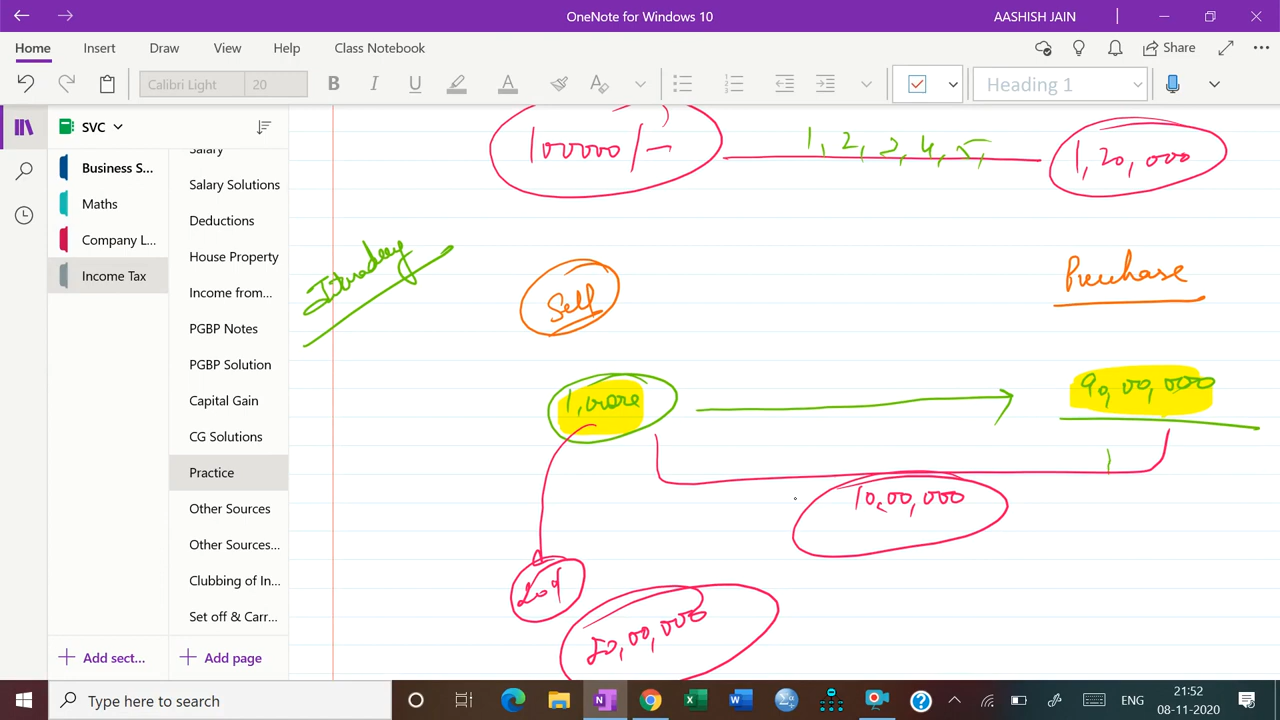 OneNote for Windows 10
AASHISH JAIN
Home Insert Draw View Help Class Notebook
Share
Calibri Light 20 B I U A Heading 1
SVC
Business S...
Maths
Company L...
Income Tax
Salary
Salary Solutions
Deductions
House Property
Income from...
PGBP Notes
PGBP Solution
Capital Gain
CG Solutions
Practice
Other Sources
Other Sources...
Clubbing of In...
Set off & Carr...
+ Add sect...
+ Add page
100000/- 1, 2, 3, 4, 5, 1,20,000
Intraday
Sell Purchase
1,crore 90,00,000
10,00,000
Type here to search
ENG
21:52
08-11-2020